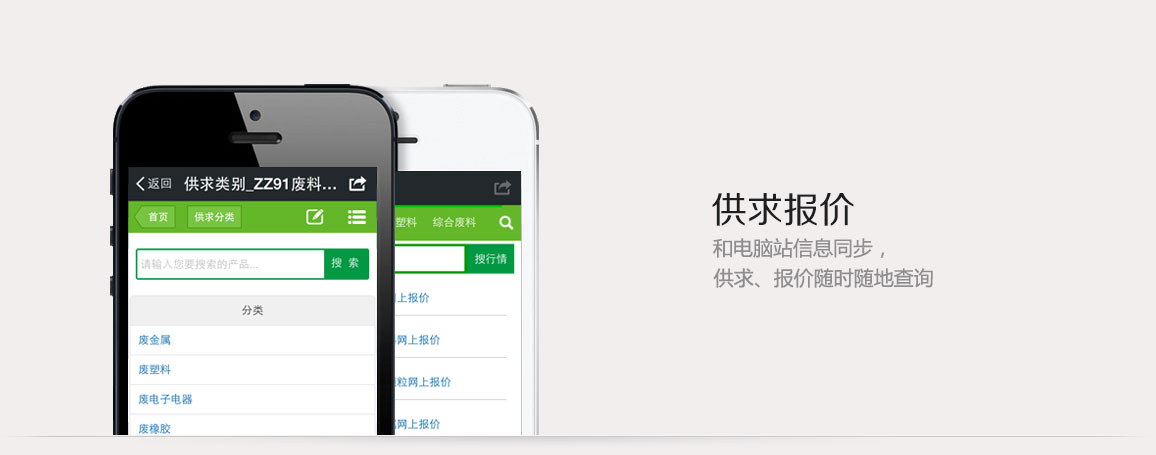 返回 供求类别_ZZ91废料...
首页 供求分类
请输入您要搜索的产品... 搜 索
分类
废金属
废塑料
废电子电器
废橡胶
塑料 综合废料
搜行情
上报价
网上报价
粒网上报价
网上报价
供求报价
和电脑站信息同步，
供求、报价随时随地查询